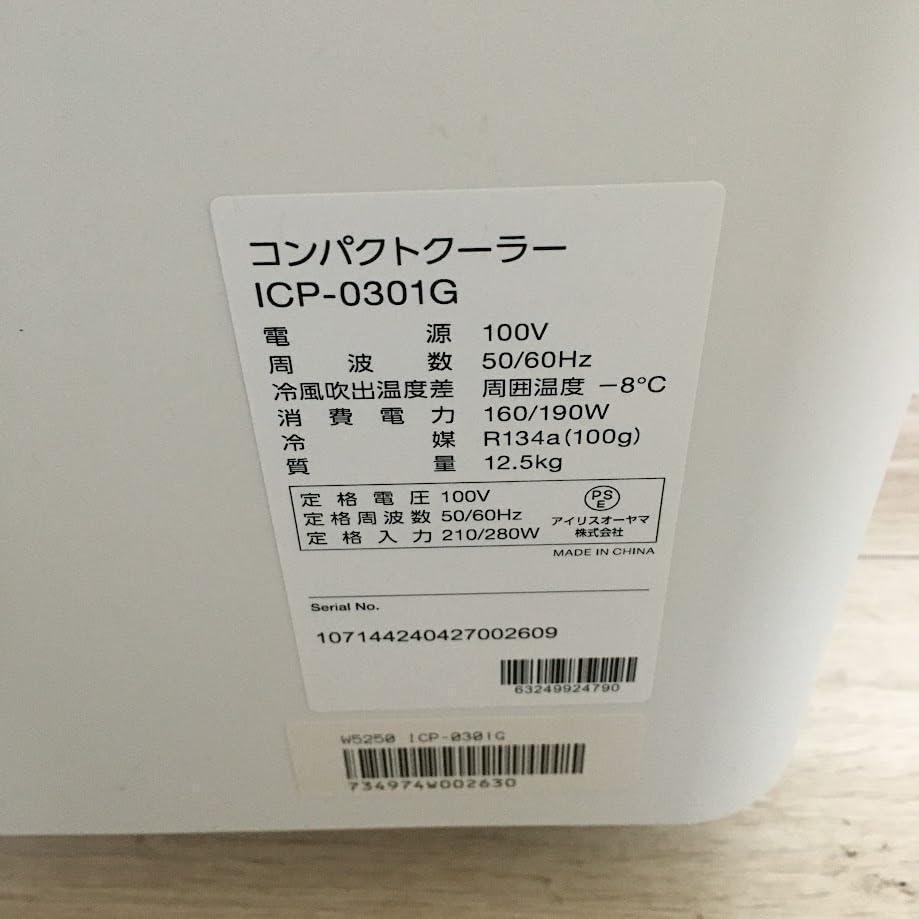 コンパクトクーラー
ICP-0301G
電源 100V
周波数 50/60Hz
冷風吹出温度差 周囲温度 －8℃
消費電力 160/190W
冷媒 R134a(100g)
質量 12.5kg
定格電圧 100V
定格周波数 50/60Hz
定格入力 210/280W
PS
E
アイリスオーヤマ
株式会社
MADE IN CHINA
Serial No.
107144240427002609
63249924790
W5250 ICP-0301G
734974W002630